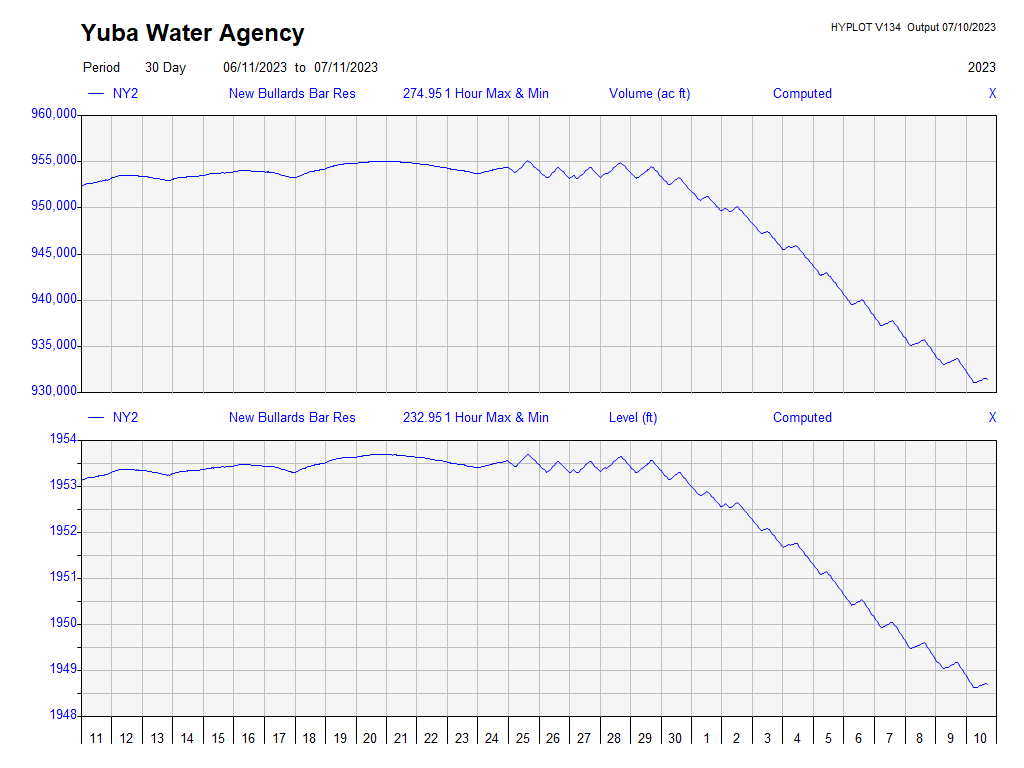 Yuba Water Agency
HYPLOT V134 Output 07/10/2023
Period 30 Day 06/11/2023 to 07/11/2023 2023
NY2 New Bullards Bar Res 274.95 1 Hour Max & Min Volume (ac ft) Computed X
960,000
955,000
950,000
945,000
940,000
935,000
930,000
NY2 New Bullards Bar Res 232.95 1 Hour Max & Min Level (ft) Computed X
1954
1953
1952
1951
1950
1949
1948
11 12 13 14 15 16 17 18 19 20 21 22 23 24 25 26 27 28 29 30 1 2 3 4 5 6 7 8 9 10